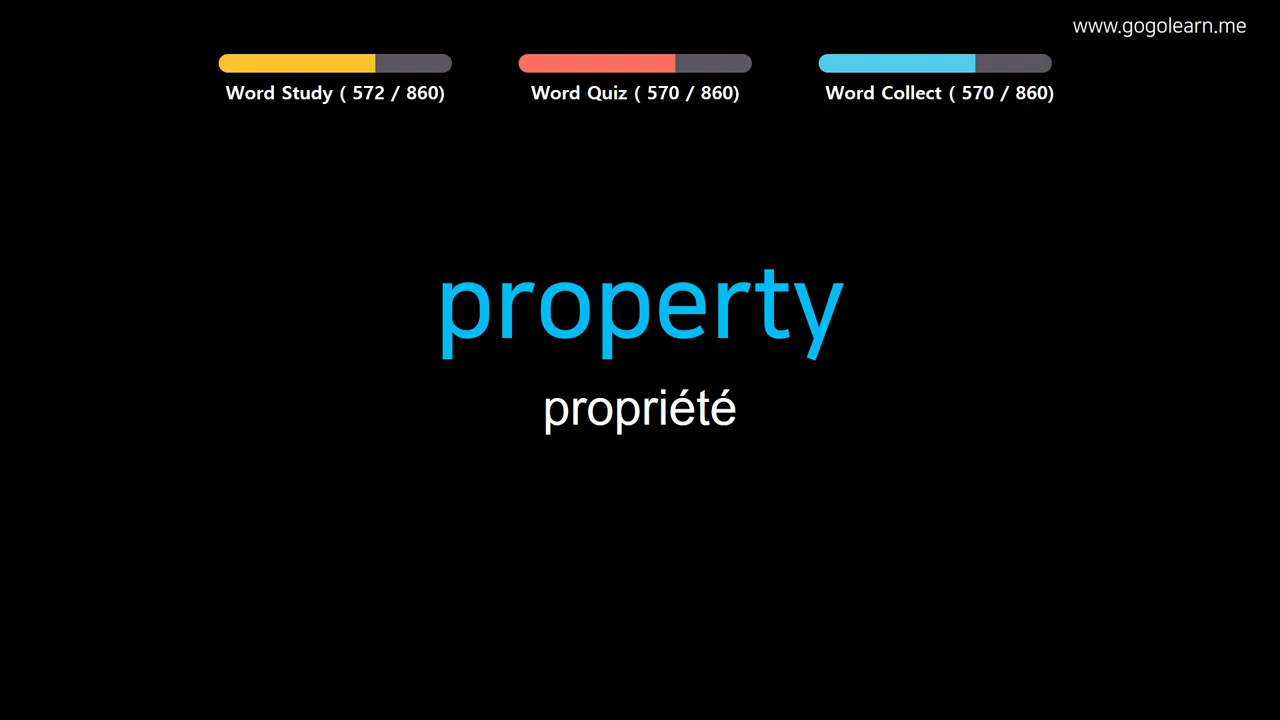 www.gogolearn.me
Word Study ( 572 / 860)
Word Quiz ( 570 / 860)
Word Collect ( 570 / 860)
property
propriété